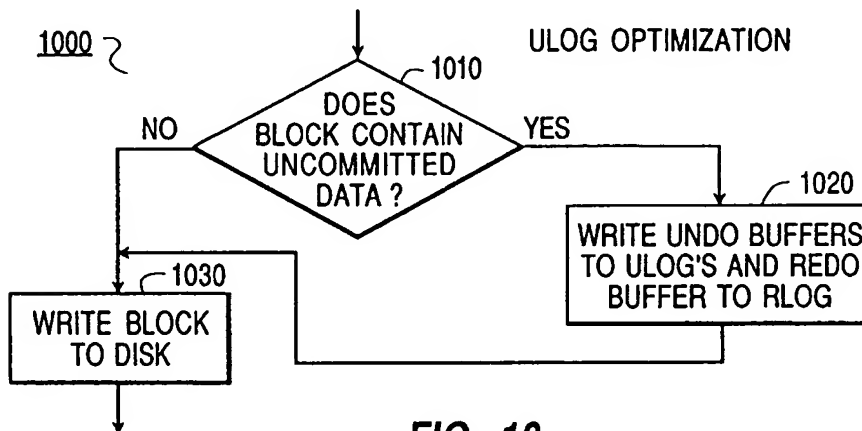 1000
ULOG OPTIMIZATION
1010
DOES
BLOCK CONTAIN
UNCOMMITTED
DATA ?
NO
YES
1020
WRITE UNDO BUFFERS
TO ULOG'S AND REDO
BUFFER TO RLOG
1030
WRITE BLOCK
TO DISK